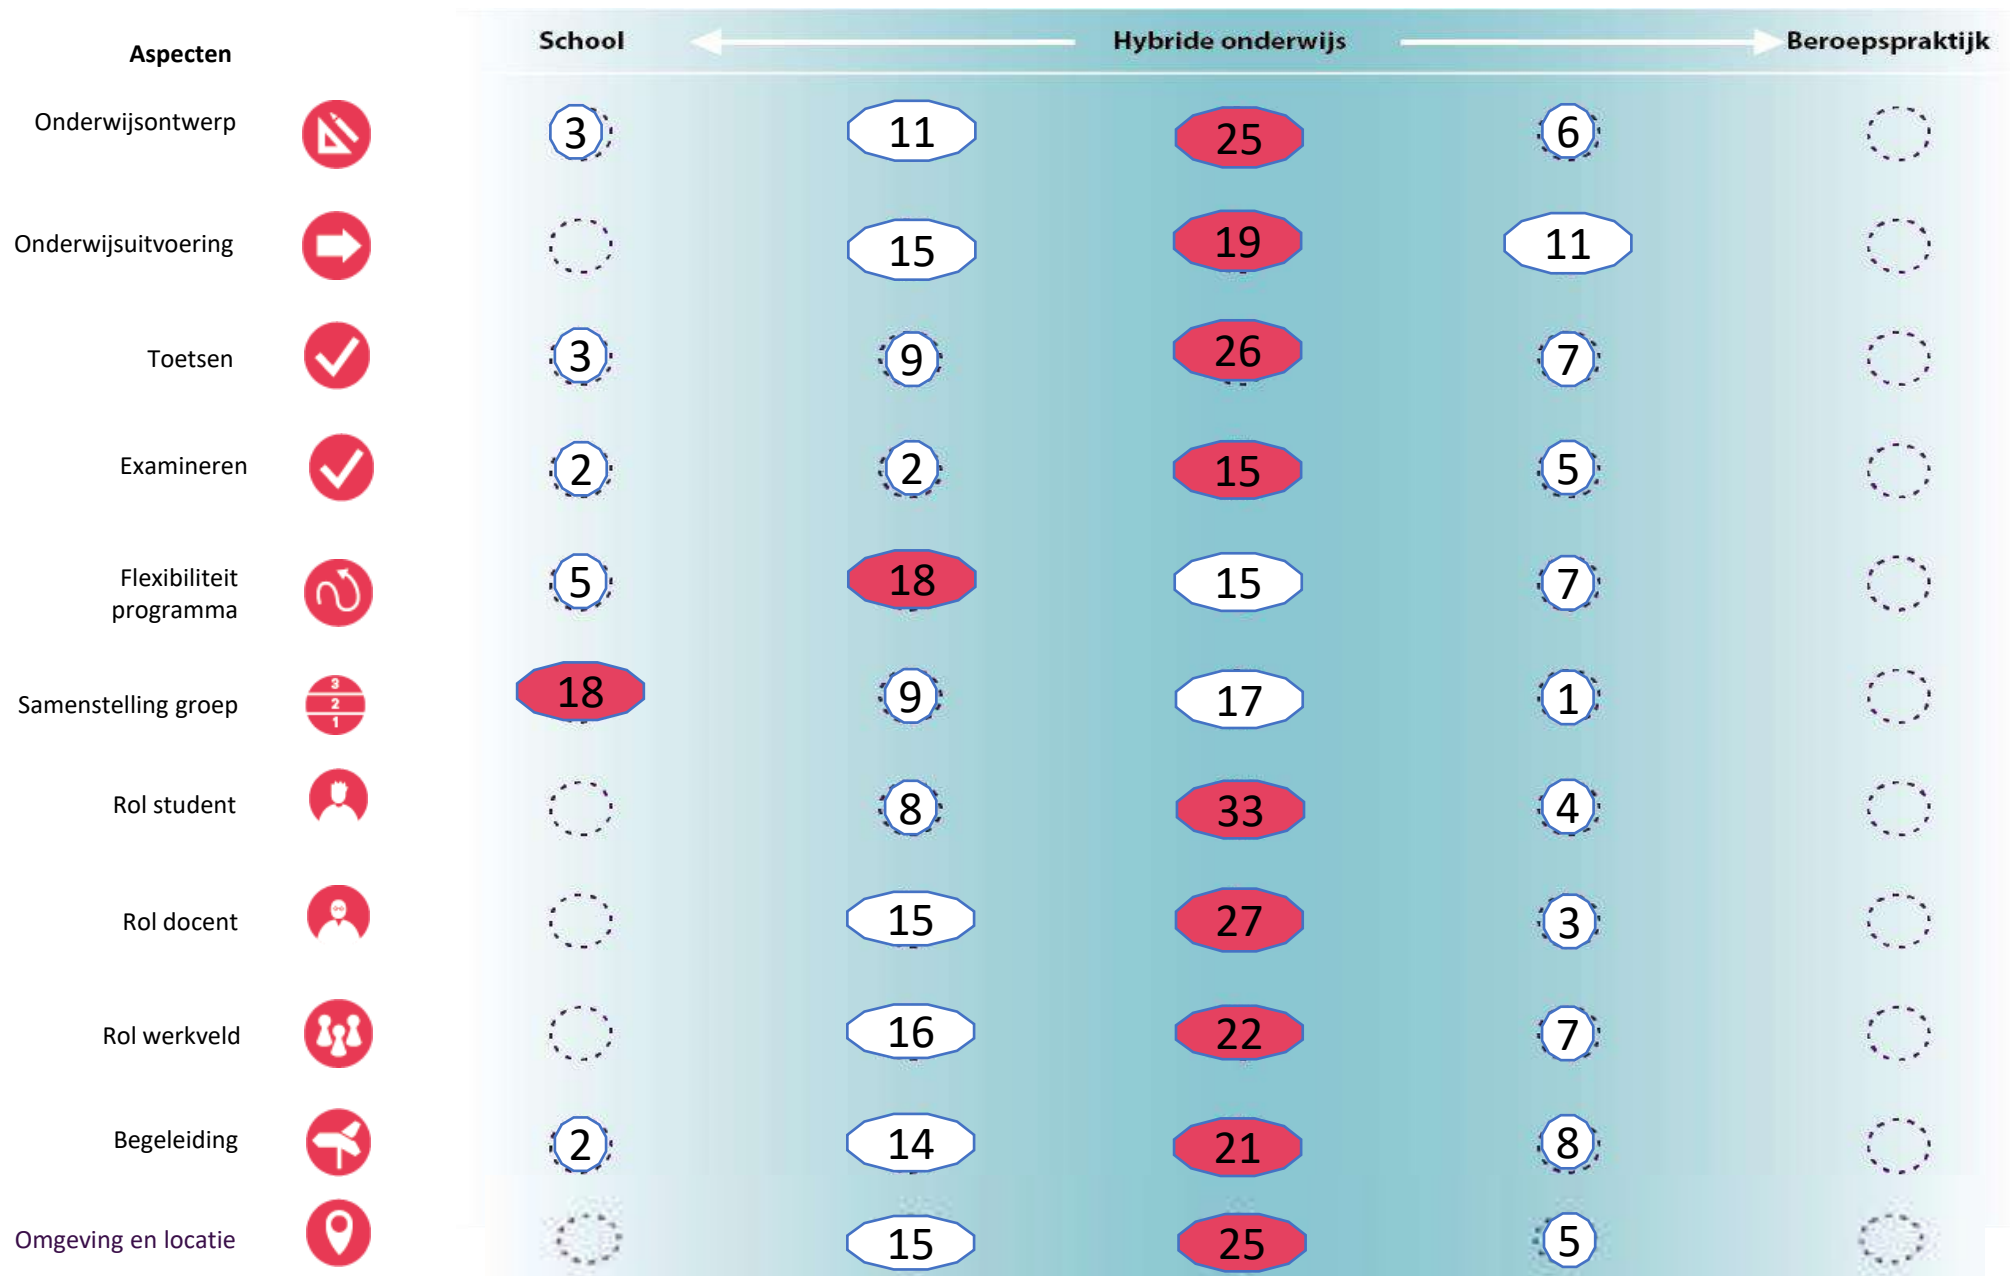 Aspecten School Hybride onderwijs Beroepspraktijk
Onderwijsontwerp 3 11 25 6
Onderwijsuitvoering 15 19 11
Toetsen 3 9 26 7
Examineren 2 2 15 5
Flexibiliteit
programma 5 18 15 7
3
2
1
Samenstelling groep 18 9 17 1
Rol student 8 33 4
Rol docent 15 27 3
Rol werkveld 16 22 7
Begeleiding 2 14 21 8
Omgeving en locatie 15 25 5